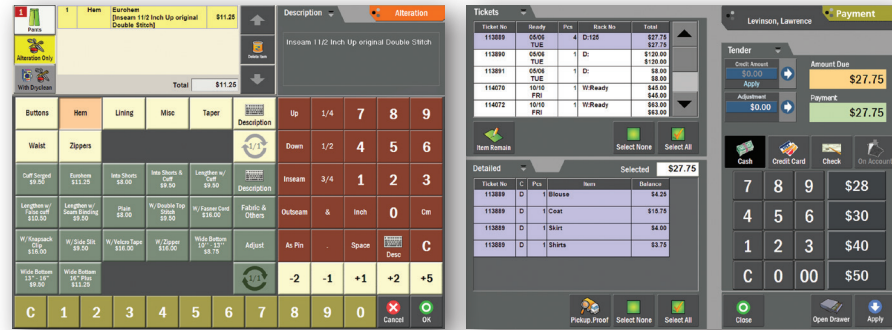 1
Pants
Alteration Only
With Dryclean
1 Hem Eurohem $11.25
[Inseam 11/2 Inch Up original
Double Stitch]
Delete Item
Total $11.25
Description Alteration
Inseam 11/2 Inch Up original Double Stitch
Buttons Hem Lining Misc Taper Description
Waist Zippers 1/1
Cuff Serged
$9.50
Eurohem
$11.25
Into Shorts
$8.00
Into Shorts &
Cuff
$9.50
Lengthen w/
Cuff
$9.50
Description
Lengthen w/
False cuff
$10.50
Lengthen w/
Seam Binding
$9.50
Plain
$8.00
W/Double Top
Stitch
$9.50
W/Fasner Cord
$16.00
Fabric &
Others
W/Knapsack
Clip
$16.00
W/Side Slit
$9.50
W/Velcro Tape
$16.00
W/Zipper
$16.00
Wide Bottom
10" - 13"
$8.75
Adjust
Wide Bottom
13" - 16"
$9.50
Wide Bottom
16" Plus
$11.25
1/1
Up 1/4 7 8 9
Down 1/2 4 5 6
Inseam 3/4 1 2 3
Outseam & Inch 0 Cm
As Pin . Space Desc C
-2 -1 +1 +2 +5
C 1 2 3 4 5 6 7 8 9 0 Cancel OK
Tickets
Ticket No Ready Pcs Rack No Total
113889 05/06 4 D:125 $27.75
TUE $27.75
113890 05/06 1 D: $120.00
TUE $120.00
113891 05/06 1 D: $8.00
TUE $8.00
114070 10/10 1 W:Ready $45.00
FRI $45.00
114072 10/10 1 W:Ready $63.00
FRI $63.00
Item Remain Select None Select All
Detailed Selected $27.75
Ticket No C Pcs Item Balance
113889 D 1 Blouse $4.25
113889 D 1 Coat $15.75
113889 D 1 Skirt $4.00
113889 D 1 Shirts $3.75
Pickup.Proof Select None Select All
Levinson, Lawrence Payment
Tender
Credit Amount
$0.00
Apply
Amount Due
$27.75
Adjustment
$0.00
Payment
$27.75
Cash Credit Card Check On Account
7 8 9 $28
4 5 6 $30
1 2 3 $40
C 0 00 $50
Close Open Drawer Apply